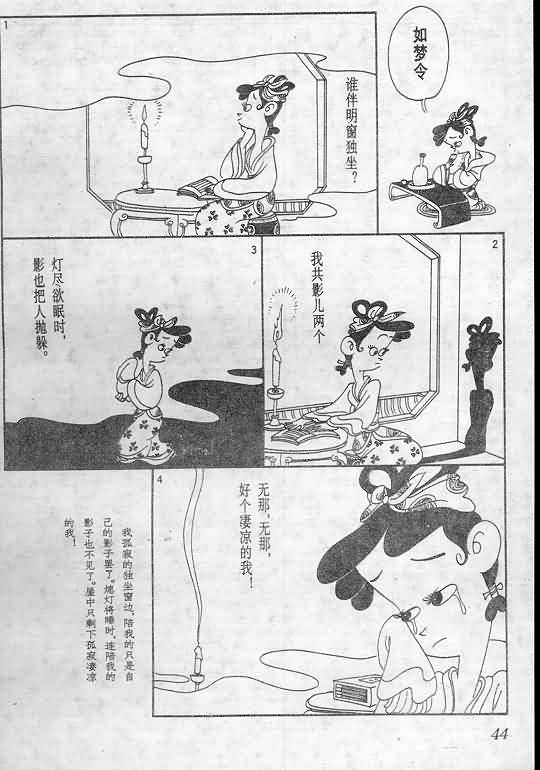 如梦令
1
谁伴明窗独坐？
2
我共影儿两个
3
灯尽欲眠时，
影也把人抛躲。
4
无那，无那，
好个凄凉的我！
我孤寂的独坐窗边，陪我的只是自
己的影子罢了。熄灯将睡时，连陪我的
影子也不见了。屋中只剩下孤寂凄凉
的我！
44